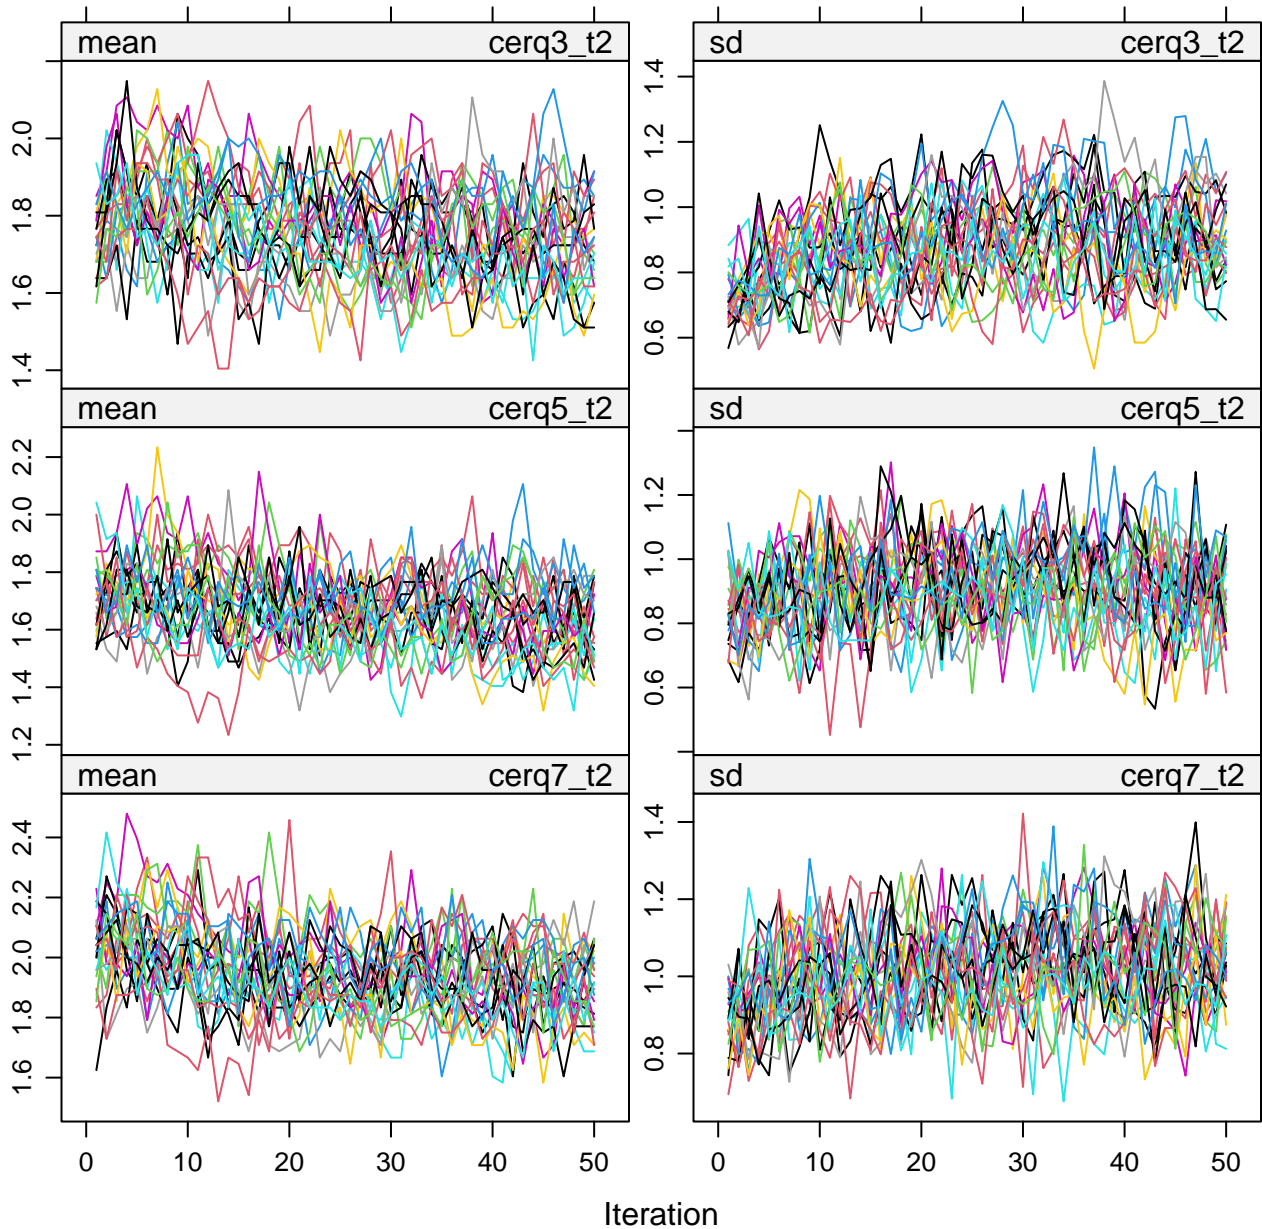 mean cerq3_t2 sd cerq3_t2
1.4 1.6 1.8 2.0
0.6 0.8 1.0 1.2 1.4
mean cerq5_t2 sd cerq5_t2
1.2 1.4 1.6 1.8 2.0 2.2
0.6 0.8 1.0 1.2
mean cerq7_t2 sd cerq7_t2
1.6 1.8 2.0 2.2 2.4
0.8 1.0 1.2 1.4
0 10 20 30 40 50 0 10 20 30 40 50
Iteration